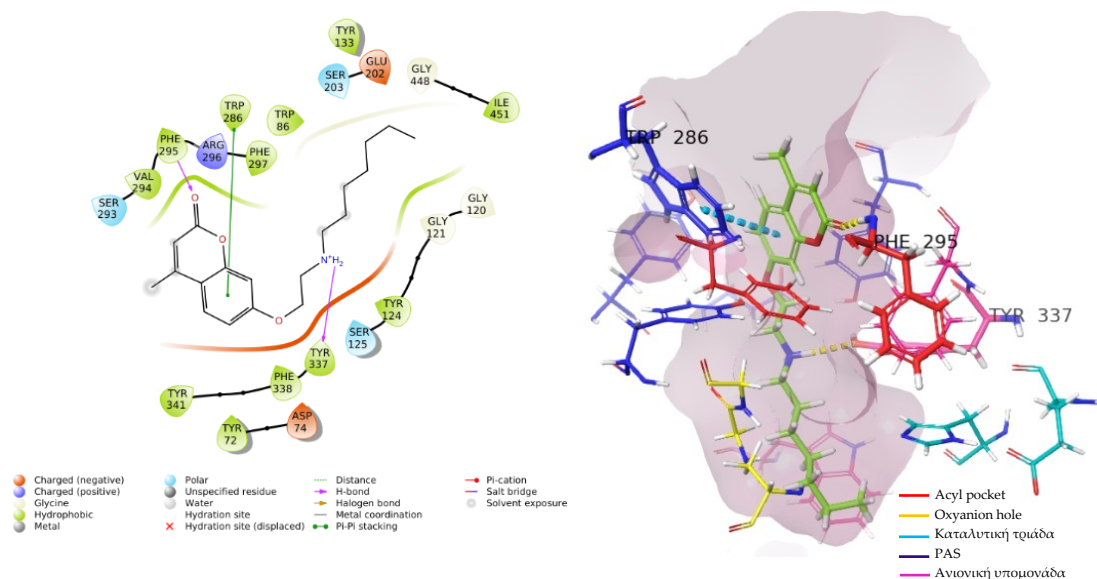 TYR
133
SER
203
GLU
202
GLY
448
ILE
451
TRP
286
TRP
86
PHE
295
ARG
296
PHE
297
VAL
294
SER
293
O
O
O
N⁺H₂
GLY
120
GLY
121
TYR
124
SER
125
TYR
337
PHE
338
TYR
341
ASP
74
TYR
72
Charged (negative)
Charged (positive)
Glycine
Hydrophobic
Metal
Polar
Unspecified residue
Water
Hydration site
Hydration site (displaced)
Distance
H-bond
Halogen bond
Metal coordination
Pi-Pi stacking
Pi-cation
Salt bridge
Solvent exposure
TRP 286
PHE 295
TYR 337
Acyl pocket
Oxyanion hole
Καταλυτική τριάδα
PAS
Ανιονική υπομονάδα